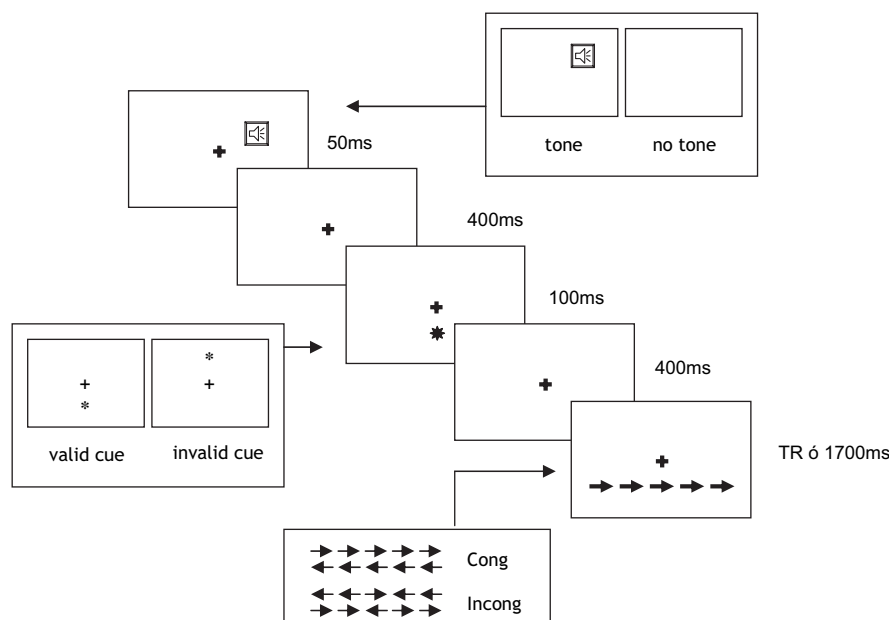 tone
no tone
50ms
400ms
100ms
400ms
TR ó 1700ms
valid cue
invalid cue
Cong
Incong